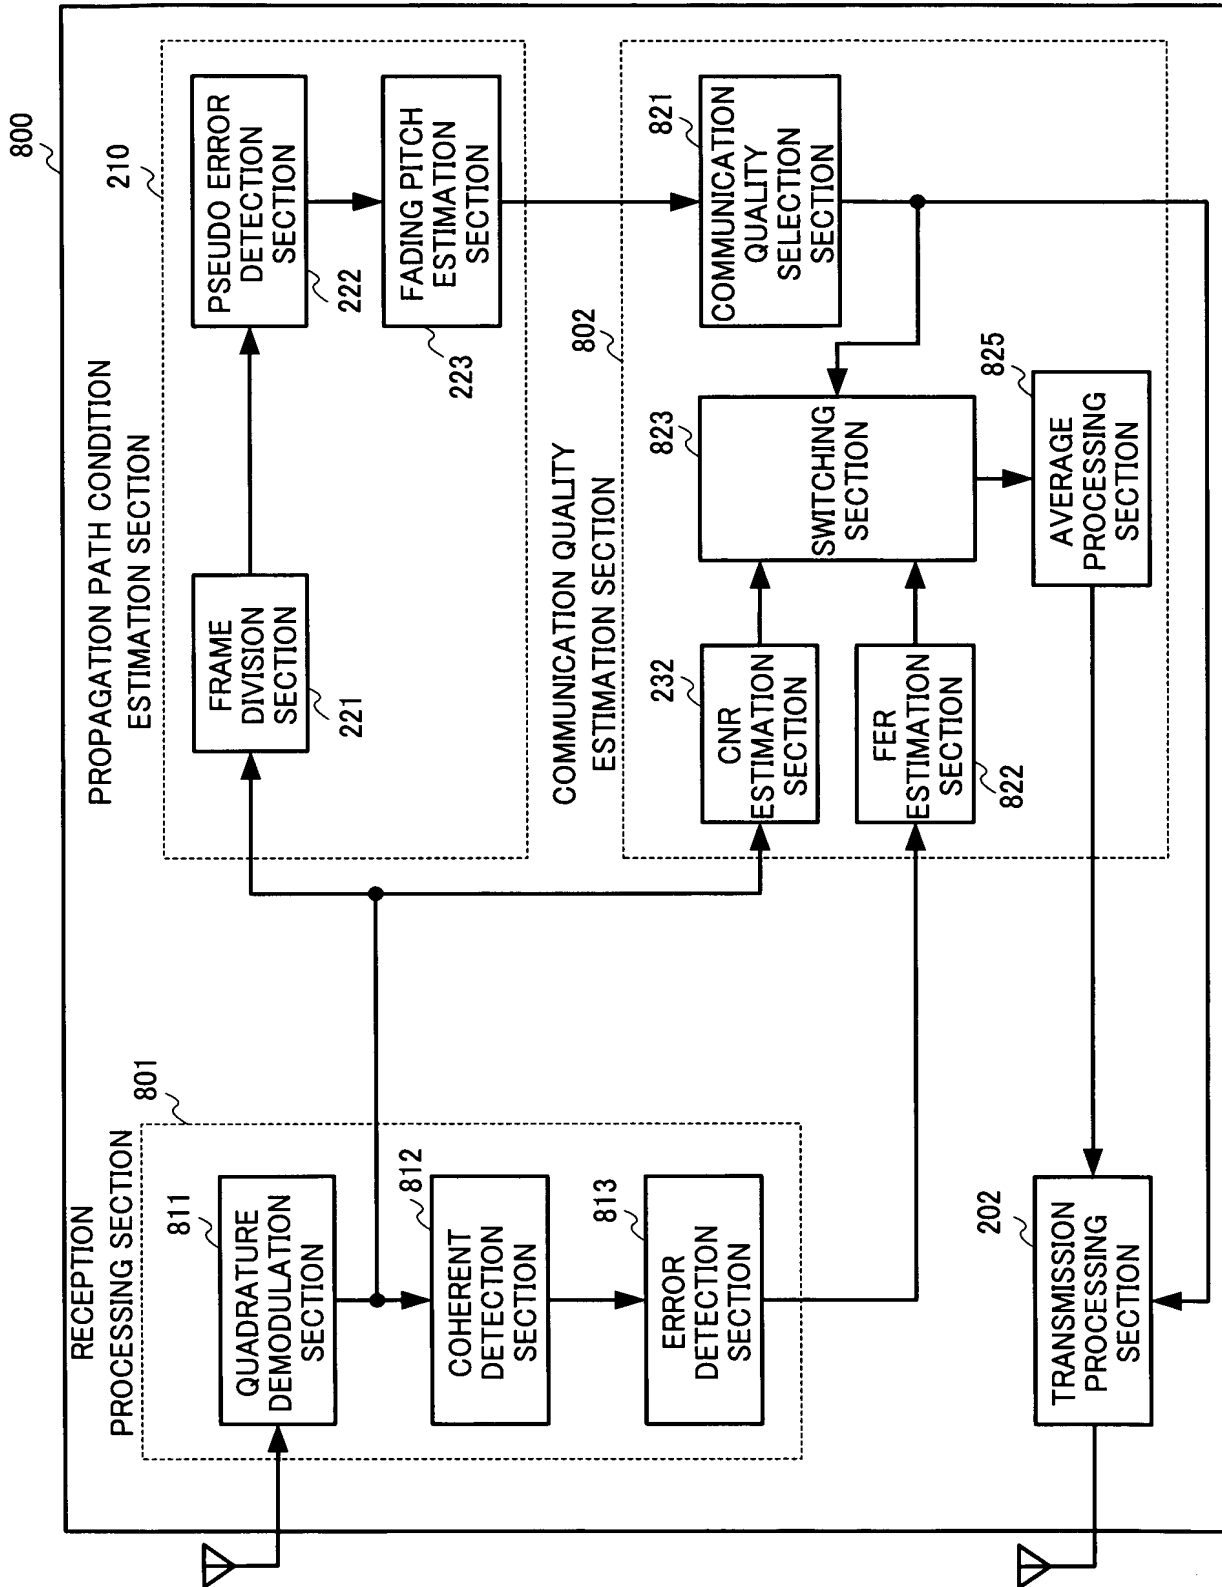 800
RECEPTION
PROCESSING SECTION
801
811
QUADRATURE
DEMODULATION
SECTION
812
COHERENT
DETECTION
SECTION
813
ERROR
DETECTION
SECTION
PROPAGATION PATH CONDITION
ESTIMATION SECTION
210
FRAME
DIVISION
SECTION
221
PSEUDO ERROR
DETECTION
SECTION
222
FADING PITCH
ESTIMATION
SECTION
223
COMMUNICATION QUALITY
ESTIMATION SECTION
802
232
CNR
ESTIMATION
SECTION
FER
ESTIMATION
SECTION
822
823
SWITCHING
SECTION
821
COMMUNICATION
QUALITY
SELECTION
SECTION
825
AVERAGE
PROCESSING
SECTION
202
TRANSMISSION
PROCESSING
SECTION